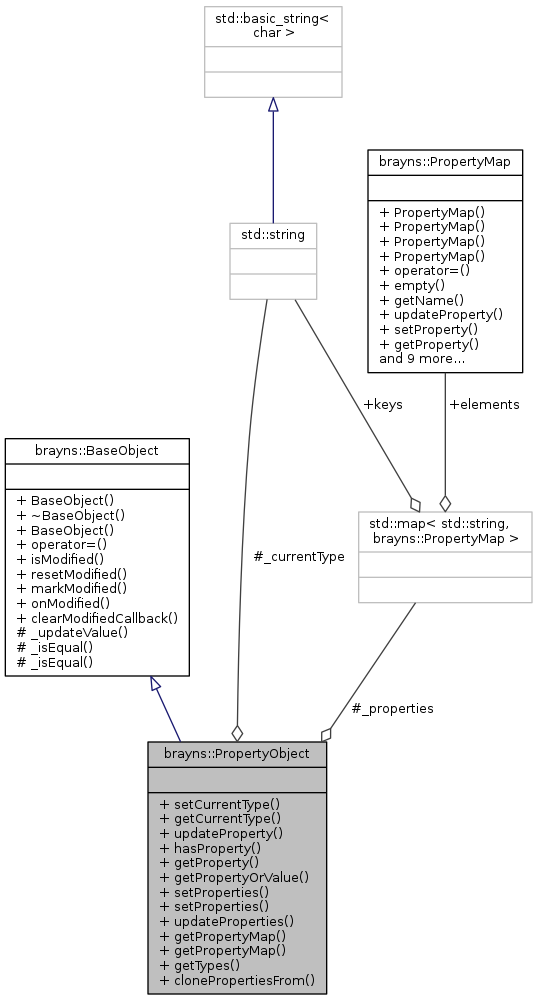 std::basic_string<
char >
std::string
brayns::PropertyMap
+ PropertyMap()
+ PropertyMap()
+ PropertyMap()
+ PropertyMap()
+ operator=()
+ empty()
+ getName()
+ updateProperty()
+ setProperty()
+ getProperty()
and 9 more...
+keys
+elements
brayns::BaseObject
+ BaseObject()
+ ~BaseObject()
+ BaseObject()
+ operator=()
+ isModified()
+ resetModified()
+ markModified()
+ onModified()
+ clearModifiedCallback()
# _updateValue()
# _isEqual()
# _isEqual()
std::map< std::string,
brayns::PropertyMap >
#_currentType
#_properties
brayns::PropertyObject
+ setCurrentType()
+ getCurrentType()
+ updateProperty()
+ hasProperty()
+ getProperty()
+ getPropertyOrValue()
+ setProperties()
+ setProperties()
+ updateProperties()
+ getPropertyMap()
+ getPropertyMap()
+ getTypes()
+ clonePropertiesFrom()